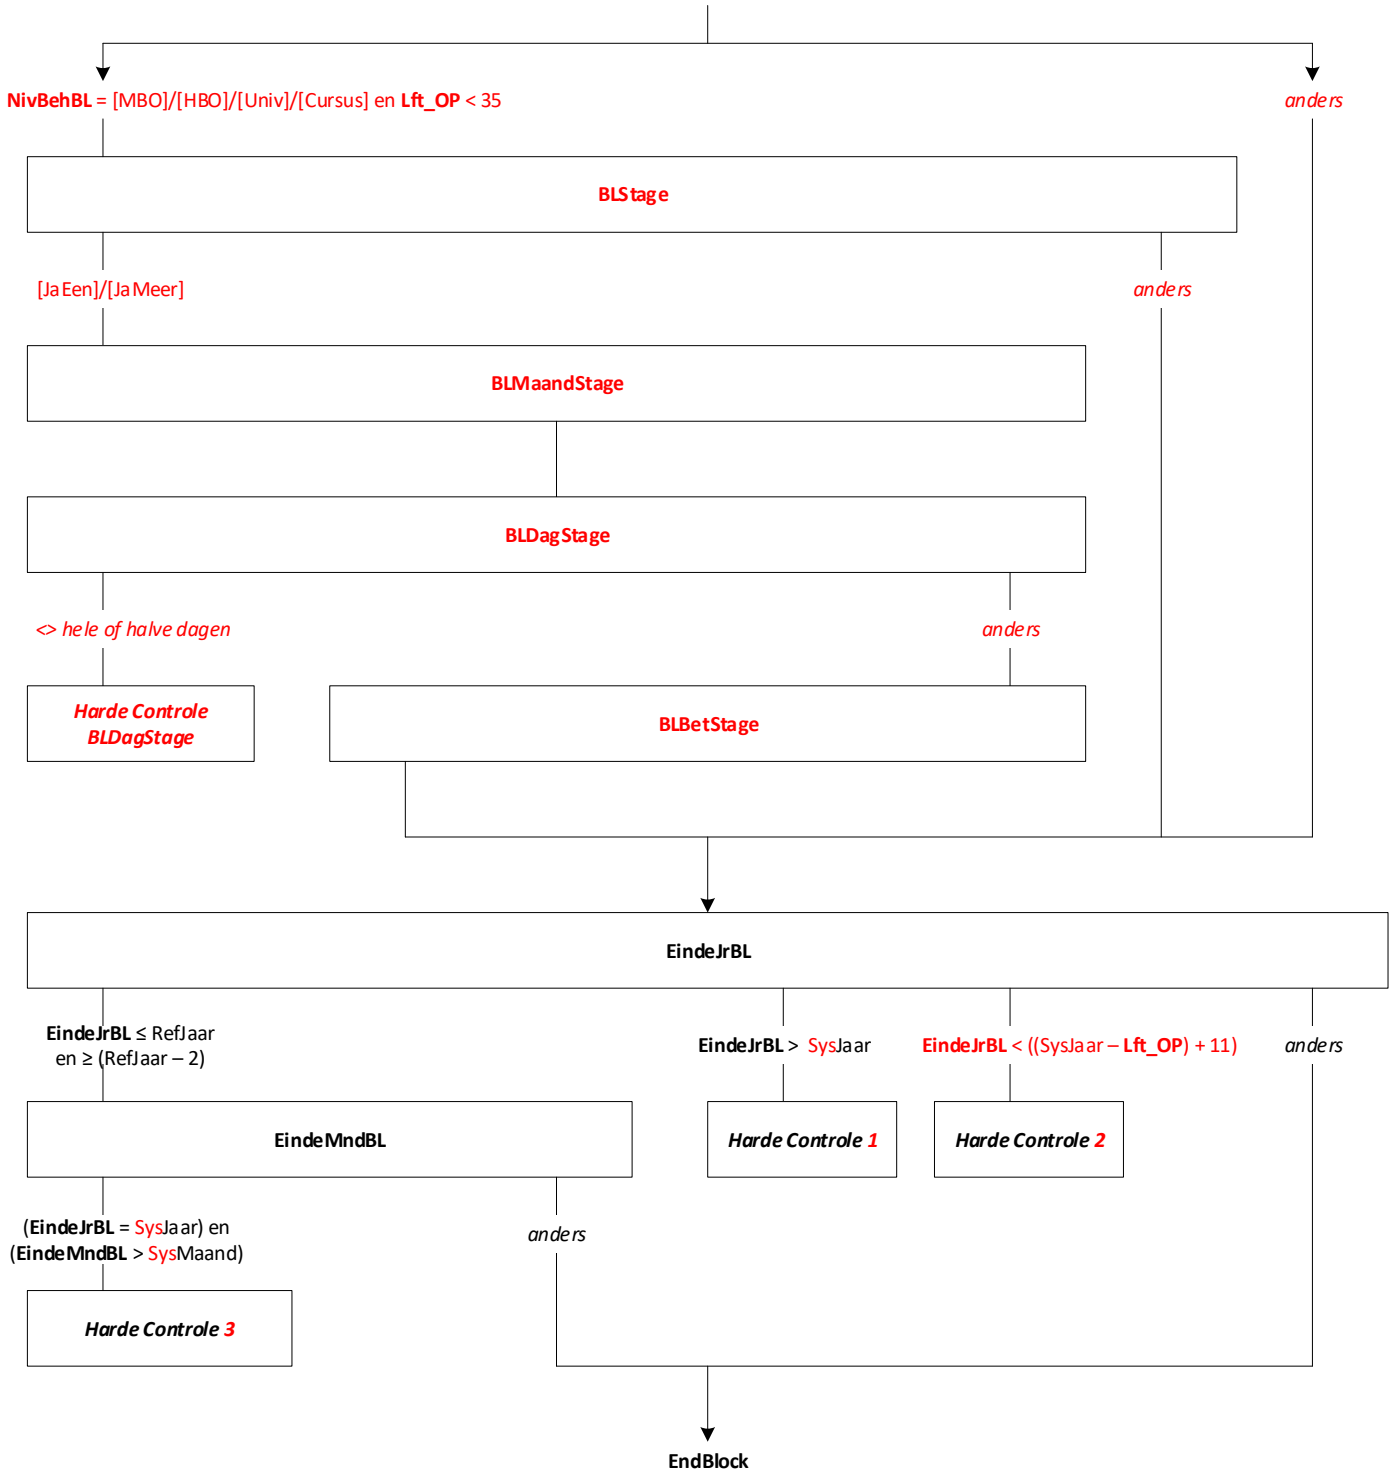 NivBehBL = [MBO]/[HBO]/[Univ]/[Cursus] en Lft_OP < 35
anders
BLStage
[JaEen]/[JaMeer]
anders
BLMaandStage
BLDagStage
<> hele of halve dagen
anders
Harde Controle
BLDagStage
BLBetStage
EindeJrBL
EindeJrBL ≤ RefJaar
en ≥ (RefJaar – 2)
EindeJrBL > SysJaar
EindeJrBL < ((SysJaar – Lft_OP) + 11)
anders
EindeMndBL
Harde Controle 1
Harde Controle 2
(EindeJrBL = SysJaar) en
(EindeMndBL > SysMaand)
anders
Harde Controle 3
EndBlock